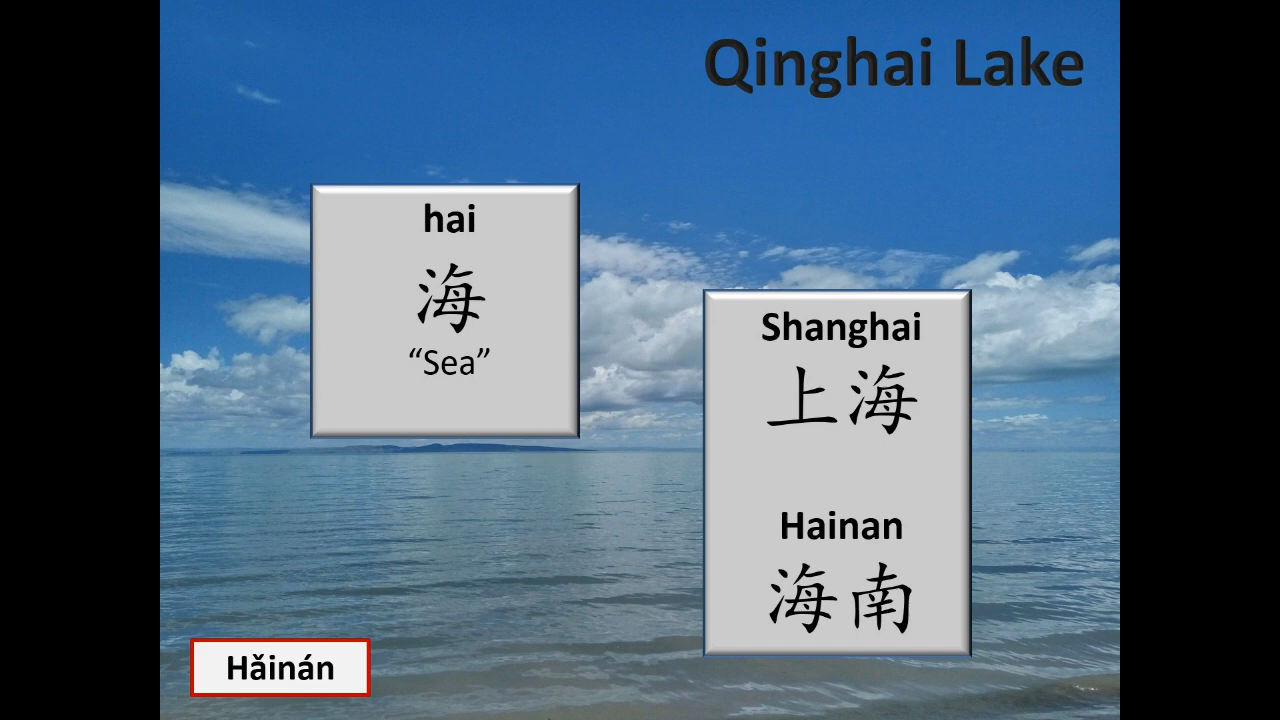 Qinghai Lake
hai
海
“Sea”
Shanghai
上海
Hainan
海南
Hǎinán